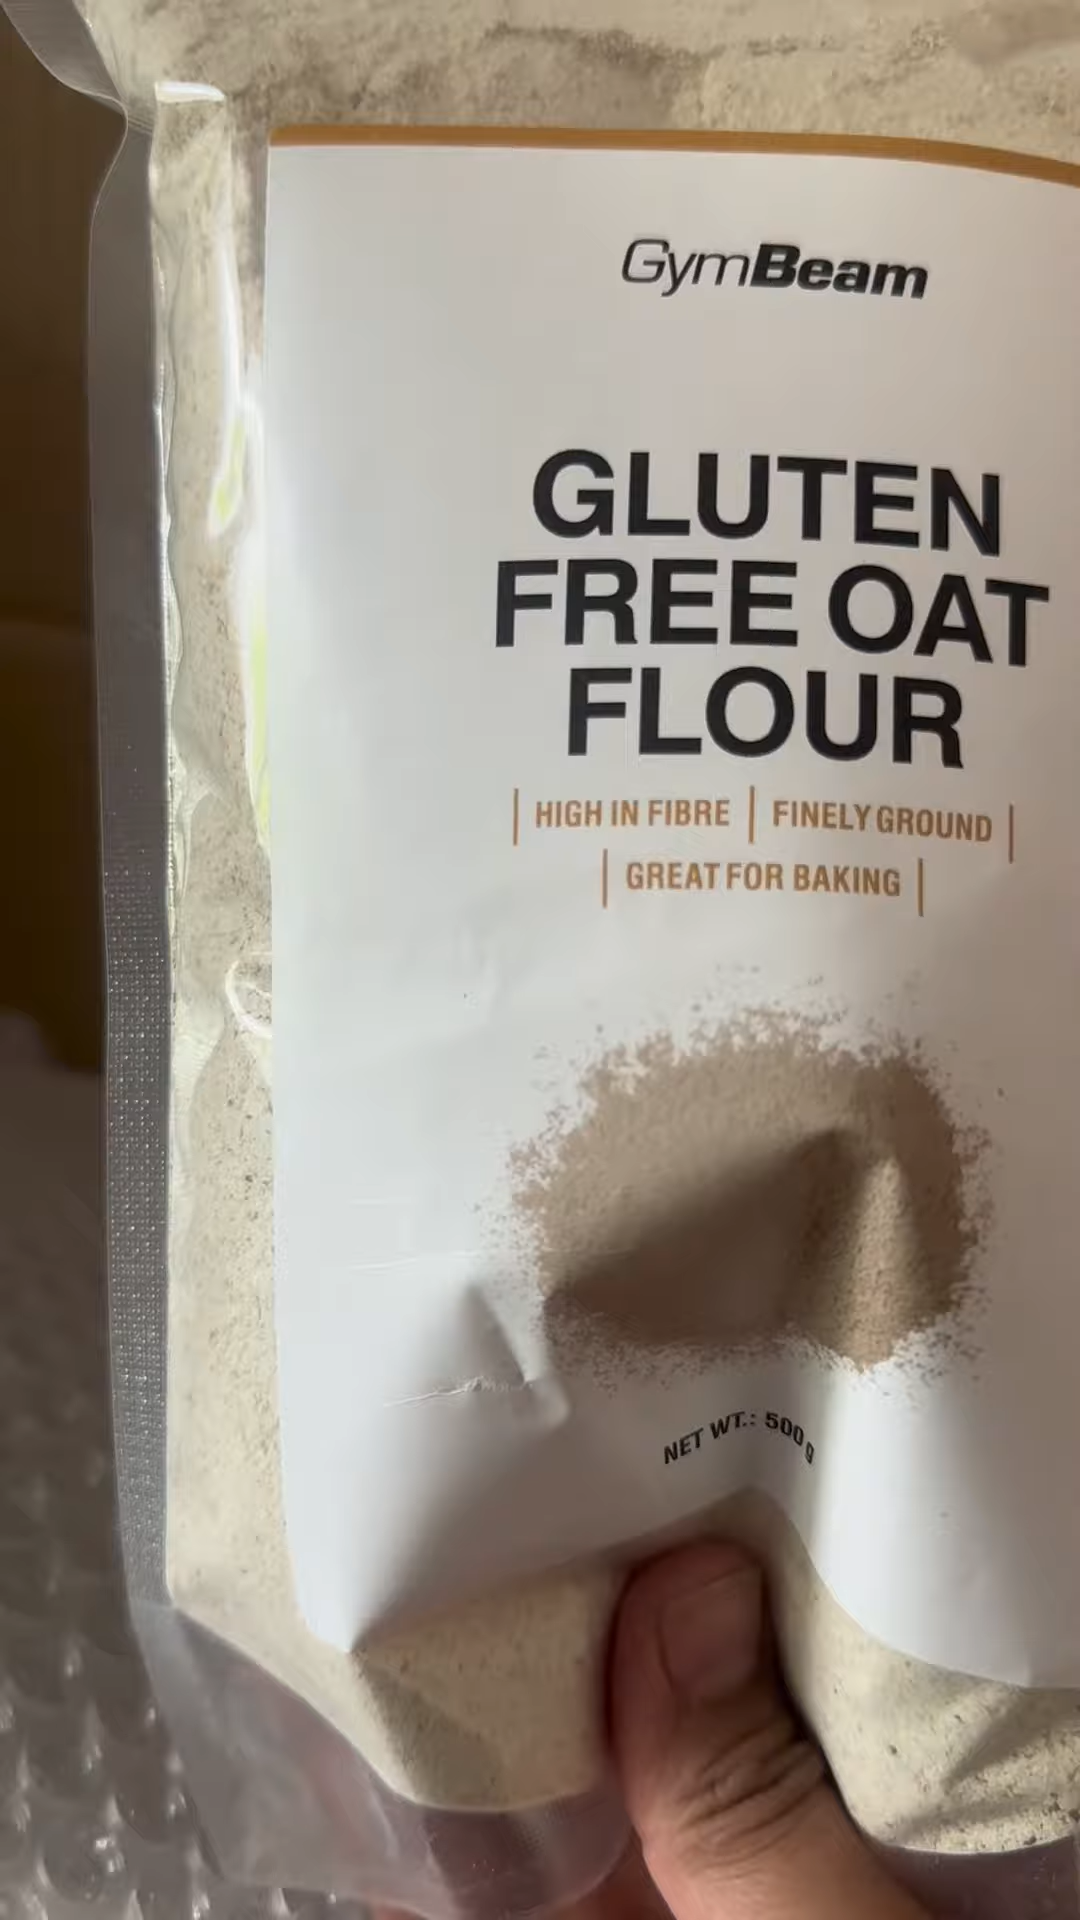 GymBeam
GLUTEN
FREE OAT
FLOUR
| HIGH IN FIBRE | FINELY GROUND |
| GREAT FOR BAKING |
NET WT.: 500 g